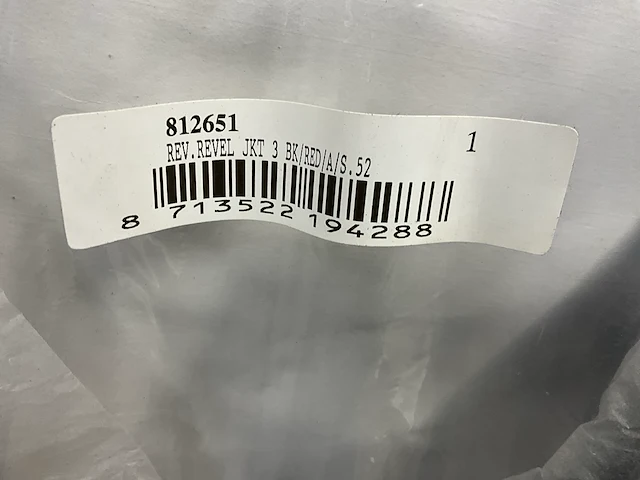 812651 1
REV.REVEL JKT 3 BK/RED/A/S.52
8 713522 194288